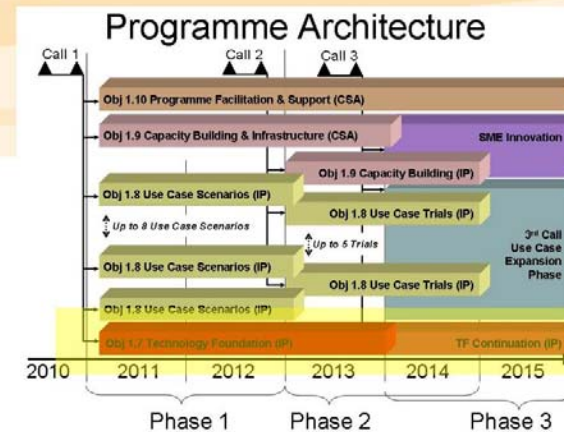 Programme Architecture
Call 1
Call 2
Call 3
Obj 1.10 Programme Facilitation & Support (CSA)
Obj 1.9 Capacity Building & Infrastructure (CSA)
SME Innovation
Obj 1.9 Capacity Building (IP)
Obj 1.8 Use Case Scenarios (IP)
Obj 1.8 Use Case Trials (IP)
Up to 8 Use Case Scenarios
Up to 5 Trials
3rd Call
Use Case
Expansion
Phase
Obj 1.8 Use Case Scenarios (IP)
Obj 1.8 Use Case Trials (IP)
Obj 1.8 Use Case Scenarios (IP)
Obj 1.7 Technology Foundation (IP)
TF Continuation (IP)
2010 2011 2012 2013 2014 2015
Phase 1 Phase 2 Phase 3